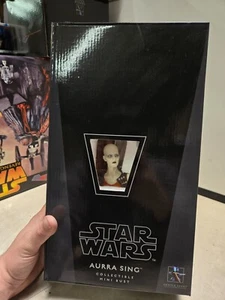 STAR
WARS
AURRA SING™
COLLECTIBLE
MINI BUST